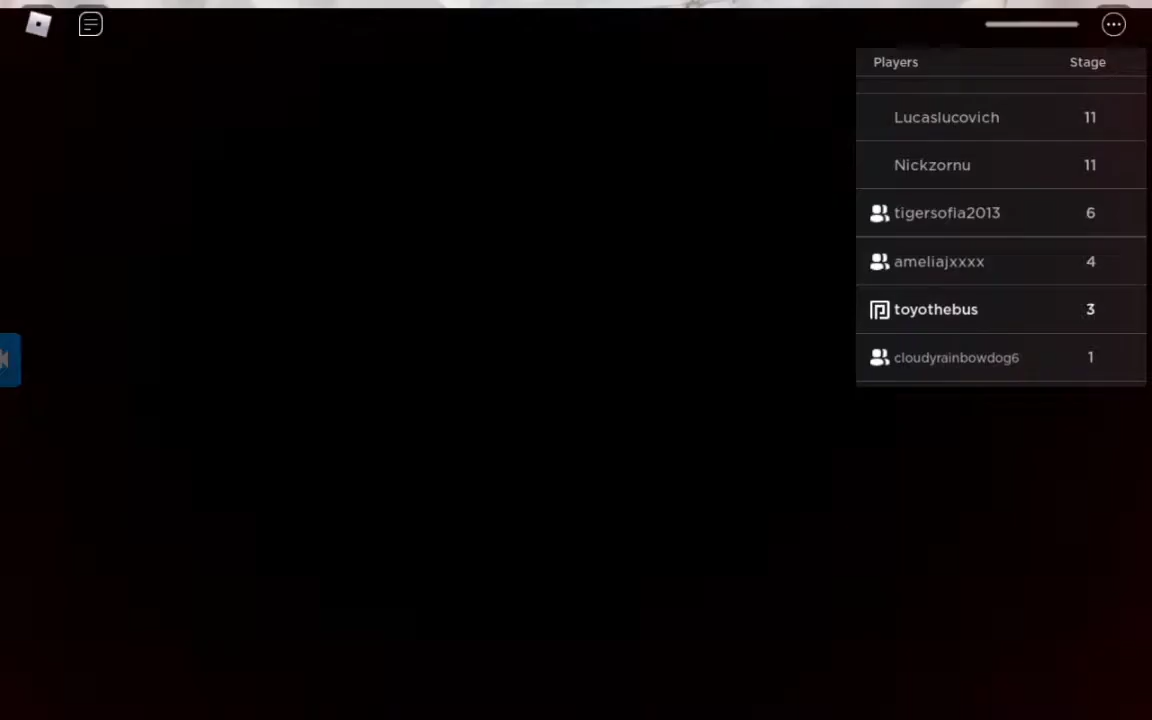 Players Stage
Lucaslucovich 11
Nickzornu 11
tigersofia2013 6
ameliajxxxx 4
toyothebus 3
cloudyrainbowdog6 1